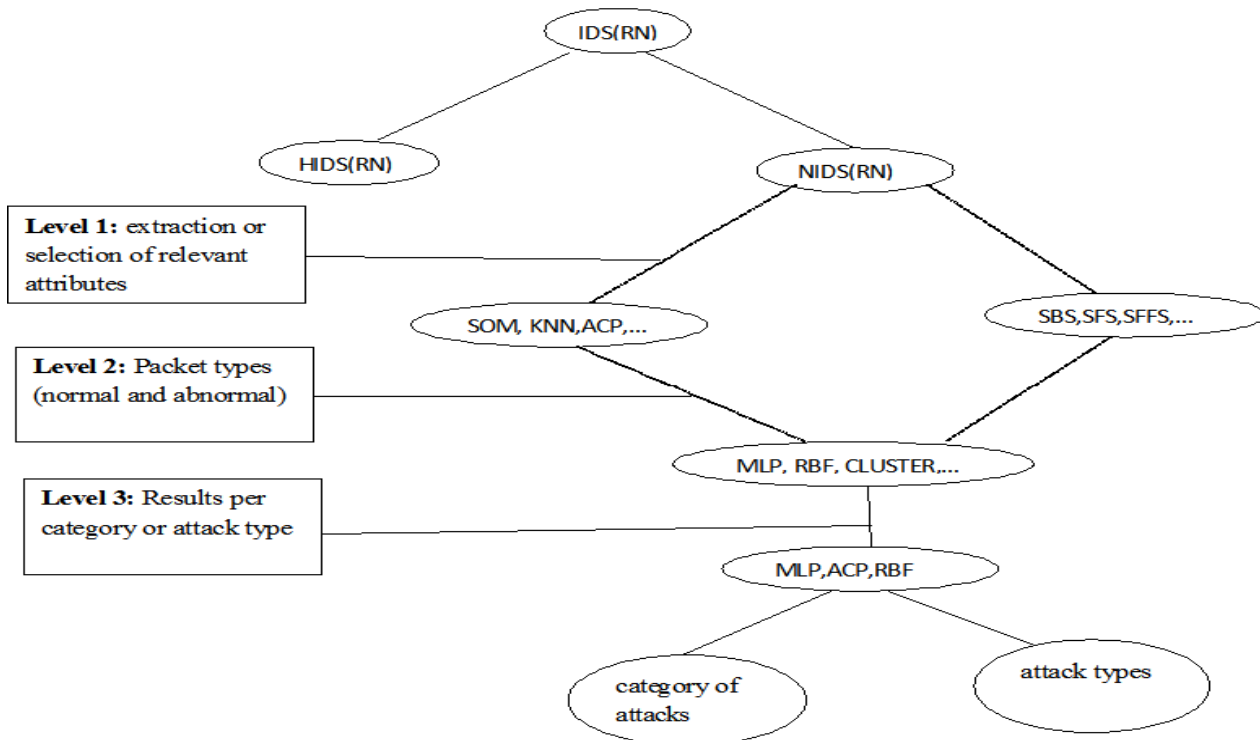 IDS(RN)
HIDS(RN)
NIDS(RN)
Level 1: extraction or
selection of relevant
attributes
SOM, KNN,ACP,...
SBS,SFS,SFFS,...
Level 2: Packet types
(normal and abnormal)
MLP, RBF, CLUSTER,...
Level 3: Results per
category or attack type
MLP,ACP,RBF
category of
attacks
attack types